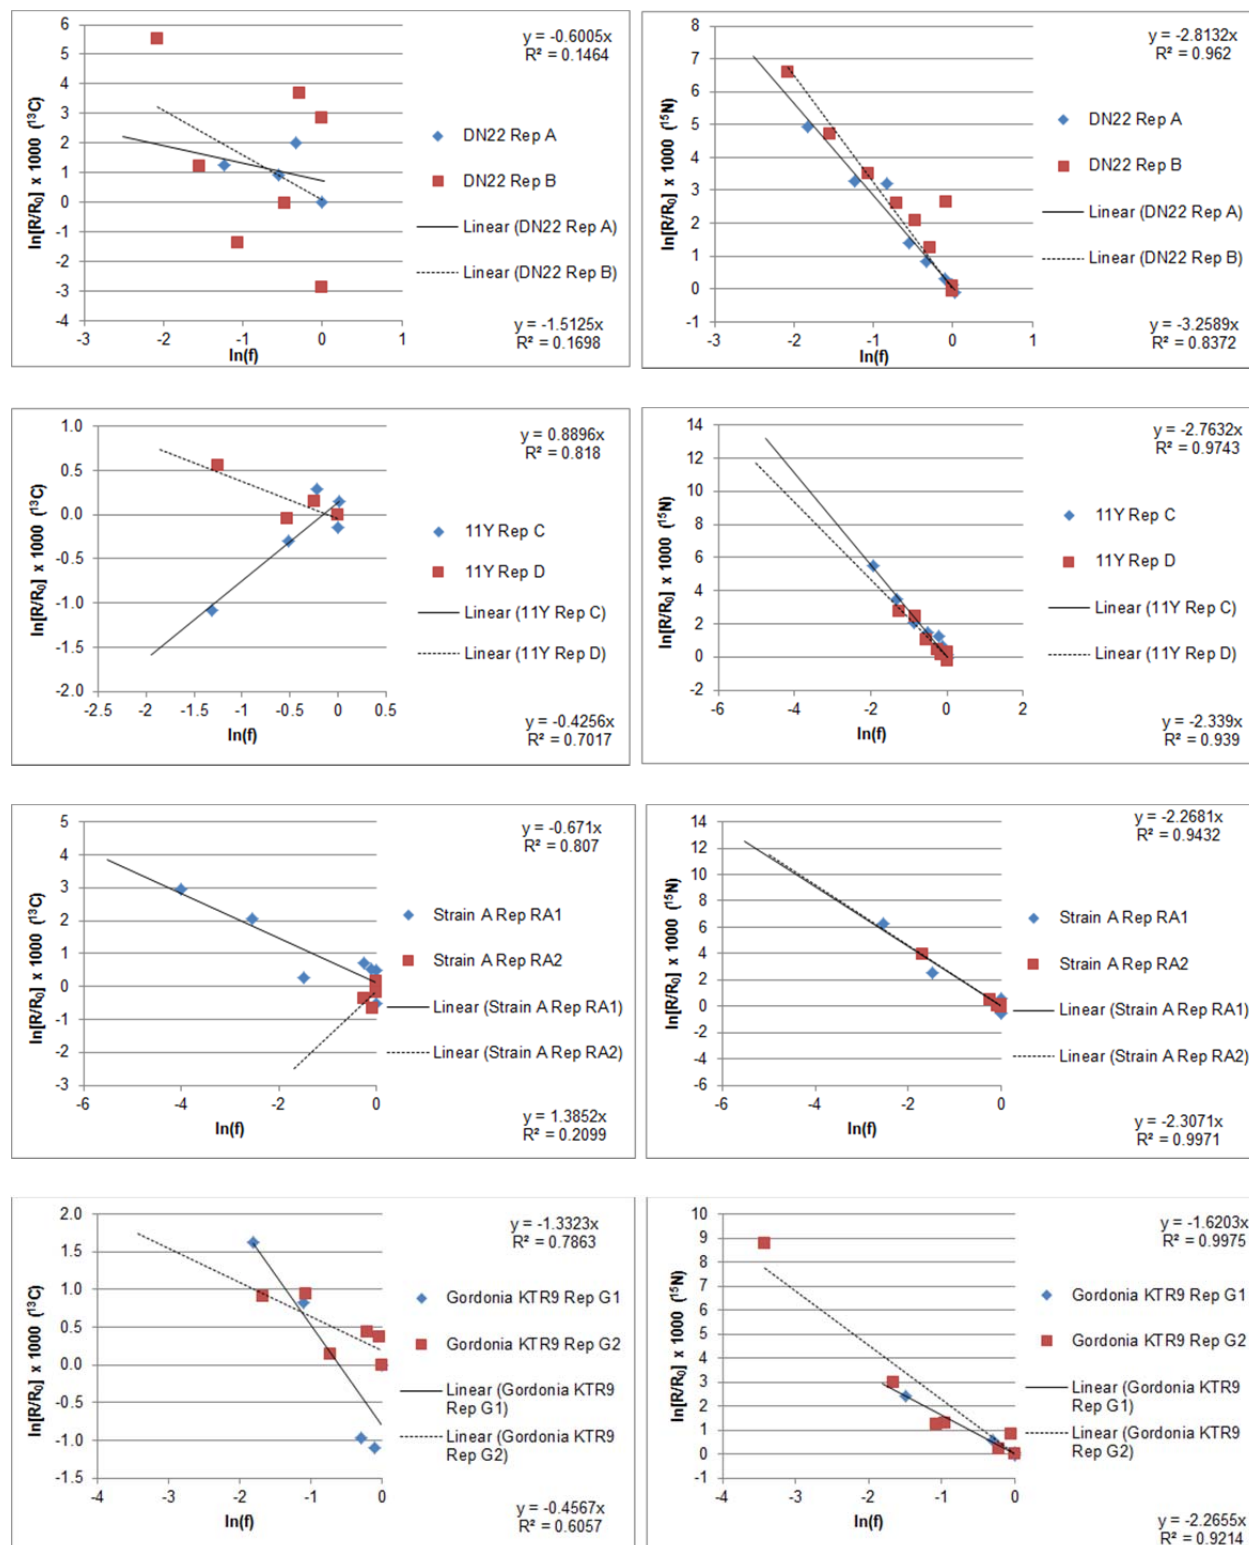 y = -0.6005x
R² = 0.1464
6
5
4
3
2
1
0
-1
-2
-3
-4
-3
-2
-1
0
1
ln[R/R₀] x 1000 (¹³C)
ln(f)
DN22 Rep A
DN22 Rep B
Linear (DN22 Rep A)
Linear (DN22 Rep B)
y = -1.5125x
R² = 0.1698
y = -2.8132x
R² = 0.962
8
7
6
5
4
3
2
1
0
-1
-3
-2
-1
0
1
ln[R/R₀] x 1000 (¹⁵N)
ln(f)
DN22 Rep A
DN22 Rep B
Linear (DN22 Rep A)
Linear (DN22 Rep B)
y = -3.2589x
R² = 0.8372
y = 0.8896x
R² = 0.818
1.0
0.5
0.0
-0.5
-1.0
-1.5
-2.0
-2.5
-2
-1.5
-1
-0.5
0
0.5
ln[R/R₀] x 1000 (¹³C)
ln(f)
11Y Rep C
11Y Rep D
Linear (11Y Rep C)
Linear (11Y Rep D)
y = -0.4256x
R² = 0.7017
y = -2.7632x
R² = 0.9743
14
12
10
8
6
4
2
0
-2
-6
-4
-2
0
2
ln[R/R₀] x 1000 (¹⁵N)
ln(f)
11Y Rep C
11Y Rep D
Linear (11Y Rep C)
Linear (11Y Rep D)
y = -2.339x
R² = 0.939
y = -0.671x
R² = 0.807
5
4
3
2
1
0
-1
-2
-3
-6
-4
-2
0
ln[R/R₀] x 1000 (¹³C)
ln(f)
Strain A Rep RA1
Strain A Rep RA2
Linear (Strain A Rep RA1)
Linear (Strain A Rep RA2)
y = 1.3852x
R² = 0.2099
y = -2.2681x
R² = 0.9432
14
12
10
8
6
4
2
0
-2
-4
-6
-6
-4
-2
0
ln[R/R₀] x 1000 (¹⁵N)
ln(f)
Strain A Rep RA1
Strain A Rep RA2
Linear (Strain A Rep RA1)
Linear (Strain A Rep RA2)
y = -2.3071x
R² = 0.9971
y = -1.3323x
R² = 0.7863
2.0
1.5
1.0
0.5
0.0
-0.5
-1.0
-1.5
-4
-3
-2
-1
0
ln[R/R₀] x 1000 (¹³C)
ln(f)
Gordonia KTR9 Rep G1
Gordonia KTR9 Rep G2
Linear (Gordonia KTR9
Rep G1)
Linear (Gordonia KTR9
Rep G2)
y = -0.4567x
R² = 0.6057
y = -1.6203x
R² = 0.9975
10
9
8
7
6
5
4
3
2
1
0
-1
-4
-3
-2
-1
0
ln[R/R₀] x 1000 (¹⁵N)
ln(f)
Gordonia KTR9 Rep G1
Gordonia KTR9 Rep G2
Linear (Gordonia KTR9
Rep G1)
Linear (Gordonia KTR9
Rep G2)
y = -2.2655x
R² = 0.9214